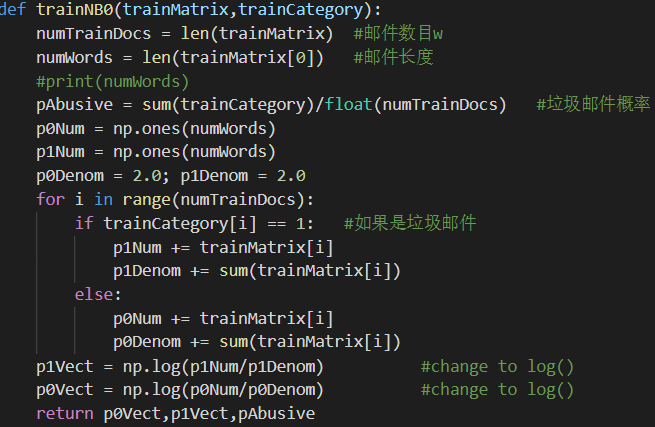 def trainNB0(trainMatrix,trainCategory):
    numTrainDocs = len(trainMatrix)  #邮件数目w
    numWords = len(trainMatrix[0])   #邮件长度
    #print(numWords)
    pAbusive = sum(trainCategory)/float(numTrainDocs)   #垃圾邮件概率
    p0Num = np.ones(numWords)
    p1Num = np.ones(numWords)
    p0Denom = 2.0; p1Denom = 2.0
    for i in range(numTrainDocs):
        if trainCategory[i] == 1:   #如果是垃圾邮件
            p1Num += trainMatrix[i]
            p1Denom += sum(trainMatrix[i])
        else:
            p0Num += trainMatrix[i]
            p0Denom += sum(trainMatrix[i])
    p1Vect = np.log(p1Num/p1Denom)          #change to log()
    p0Vect = np.log(p0Num/p0Denom)          #change to log()
    return p0Vect,p1Vect,pAbusive